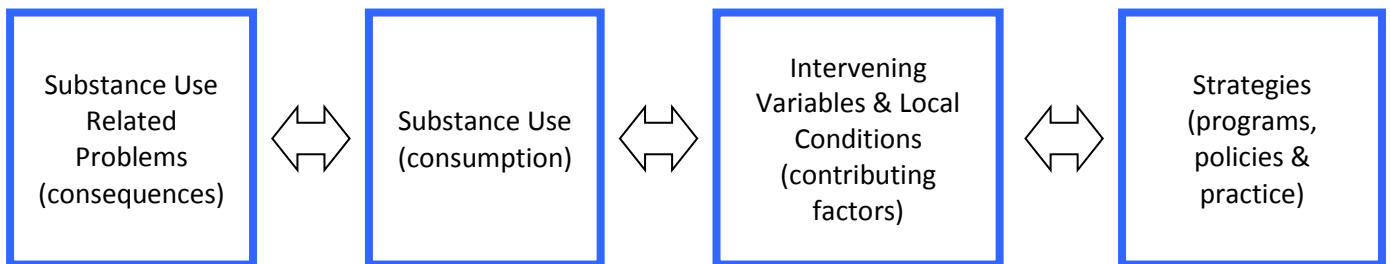 Substance Use
Related
Problems
(consequences)
Substance Use
(consumption)
Intervening
Variables & Local
Conditions
(contributing
factors)
Strategies
(programs,
policies &
practice)